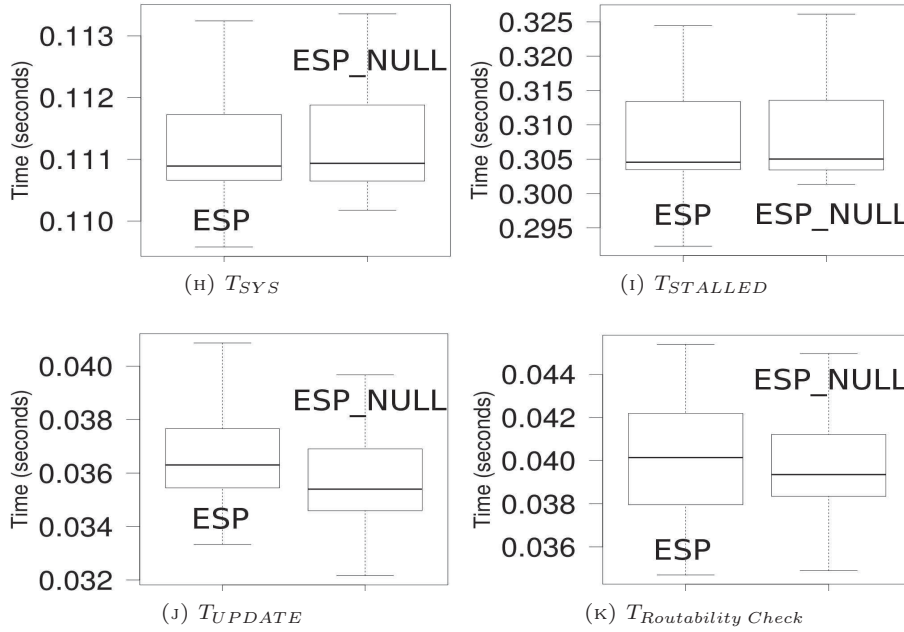 Time (seconds)
0.113
0.112
0.111
0.110
ESP
ESP_NULL
(H) T_SYS
Time (seconds)
0.325
0.320
0.315
0.310
0.305
0.300
0.295
ESP
ESP_NULL
(I) T_STALLED
Time (seconds)
0.040
0.038
0.036
0.034
0.032
ESP
ESP_NULL
(J) T_UPDATE
Time (seconds)
0.044
0.042
0.040
0.038
0.036
ESP
ESP_NULL
(K) T_Routability Check